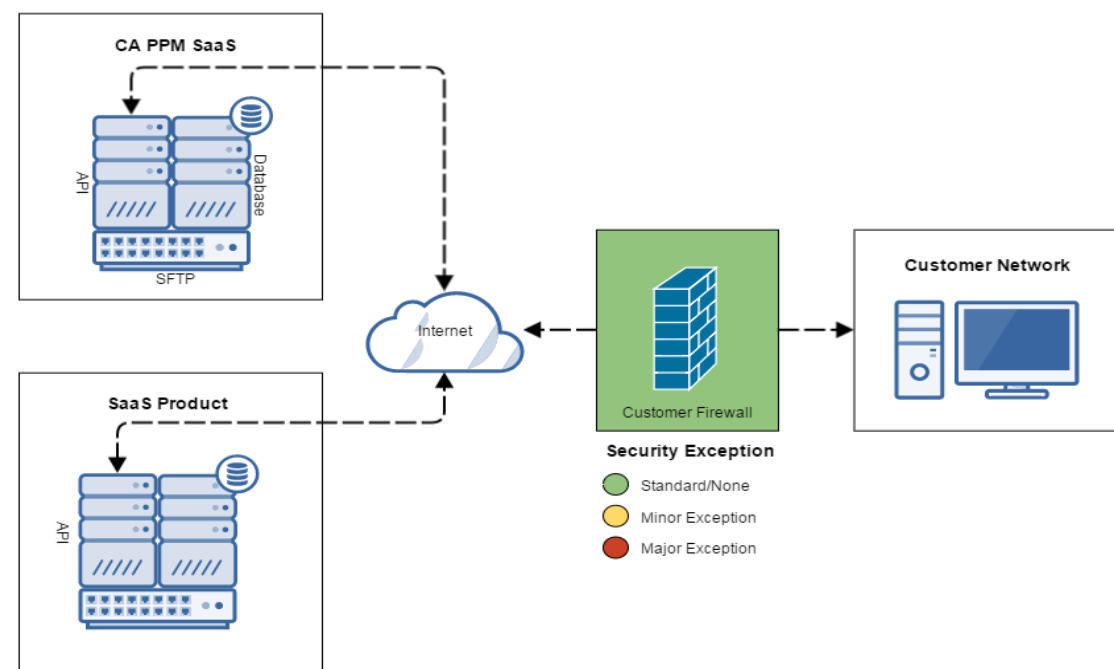 CA PPM SaaS
API
Database
SFTP
Internet
SaaS Product
API
Customer Firewall
Customer Network
Security Exception
Standard/None
Minor Exception
Major Exception